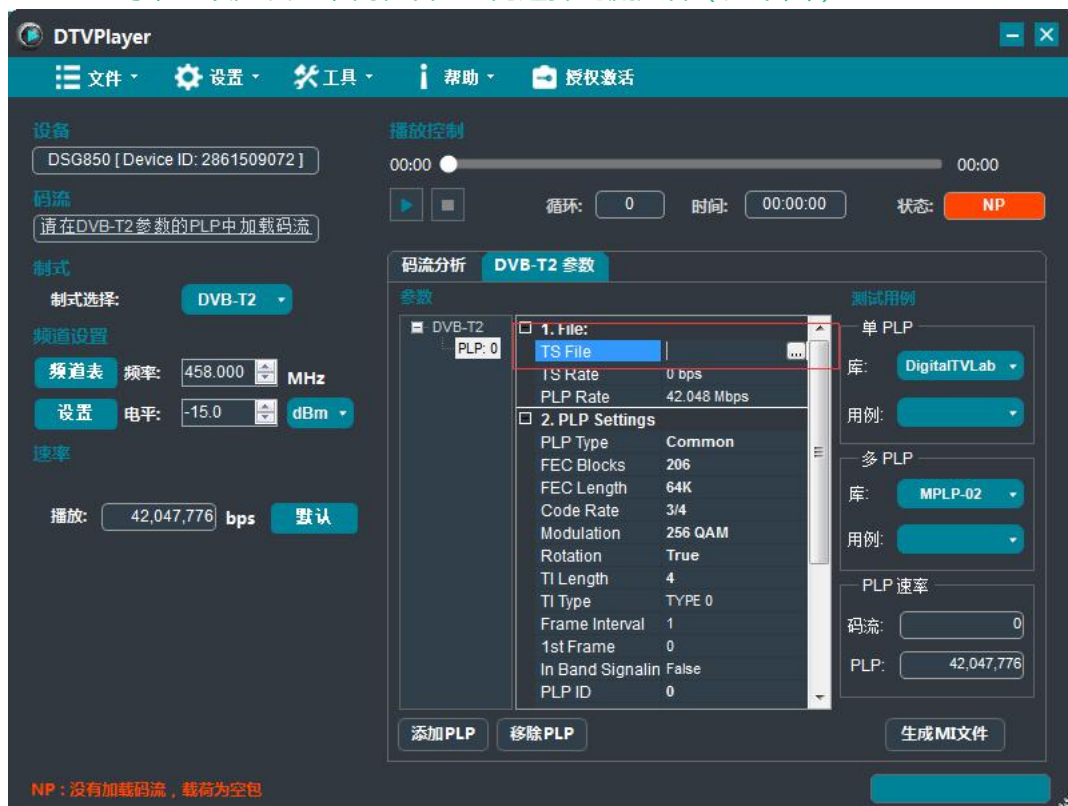 DTVPlayer
文件
设置
工具
帮助
授权激活
设备
DSG850 [ Device ID: 2861509072 ]
码流
请在DVB-T2参数的PLP中加载码流
制式
制式选择:
DVB-T2
频道设置
频道表 频率: 458.000 MHz
设置 电平: -15.0 dBm
速率
播放: 42,047,776 bps 默认
播放控制
00:00
00:00
循环: 0 时间: 00:00:00 状态: NP
码流分析 DVB-T2 参数
参数
DVB-T2
PLP: 0
1. File:
TS File ...
TS Rate 0 bps
PLP Rate 42.048 Mbps
2. PLP Settings
PLP Type Common
FEC Blocks 206
FEC Length 64K
Code Rate 3/4
Modulation 256 QAM
Rotation True
TI Length 4
TI Type TYPE 0
Frame Interval 1
1st Frame 0
In Band Signalin False
PLP ID 0
测试用例
单 PLP
库: DigitalTVLab
用例:
多 PLP
库: MPLP-02
用例:
PLP 速率
码流: 0
PLP: 42,047,776
添加PLP 移除PLP 生成MI文件
NP : 没有加载码流，载荷为空包